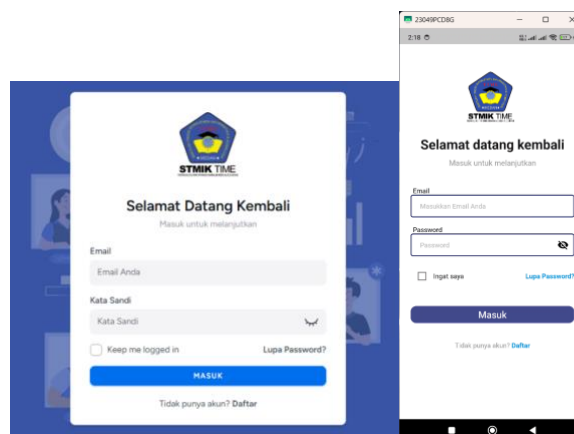 STMIK TIME
Selamat Datang Kembali
Masuk untuk melanjutkan
Email
Email Anda
Kata Sandi
Kata Sandi
Keep me logged in
Lupa Password?
MASUK
Tidak punya akun? Daftar
23049PCD8G
2:18
STMIK TIME
Selamat datang kembali
Masuk untuk melanjutkan
Email
Masukkan Email Anda
Password
Password
Ingat saya
Lupa Password?
Masuk
Tidak punya akun? Daftar